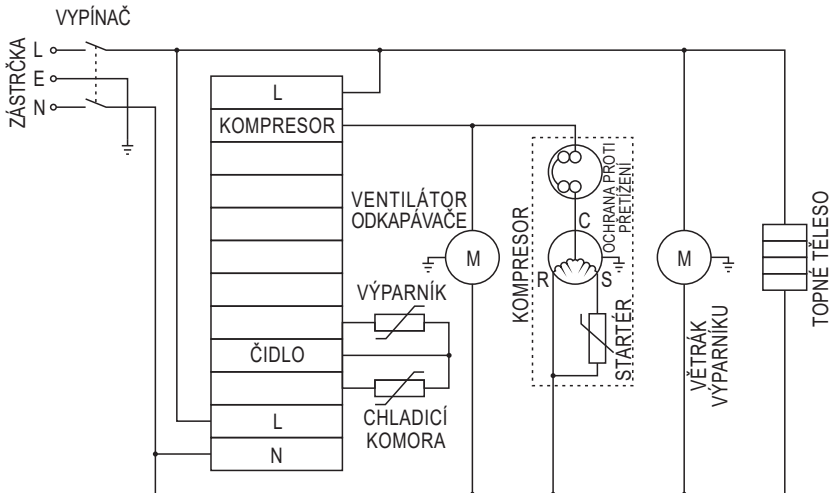 VYPÍNAČ
ZÁSTRČKA
L
E
N
L
KOMPRESOR
ČIDLO
L
N
VENTILÁTOR
ODKAPÁVAČE
M
VÝPARNÍK
CHLADICÍ
KOMORA
KOMPRESOR
OCHRANA PROTI
PŘETÍŽENÍ
C
R
S
STARTÉR
M
VĚTRÁK
VÝPARNÍKU
TOPNÉ TĚLESO